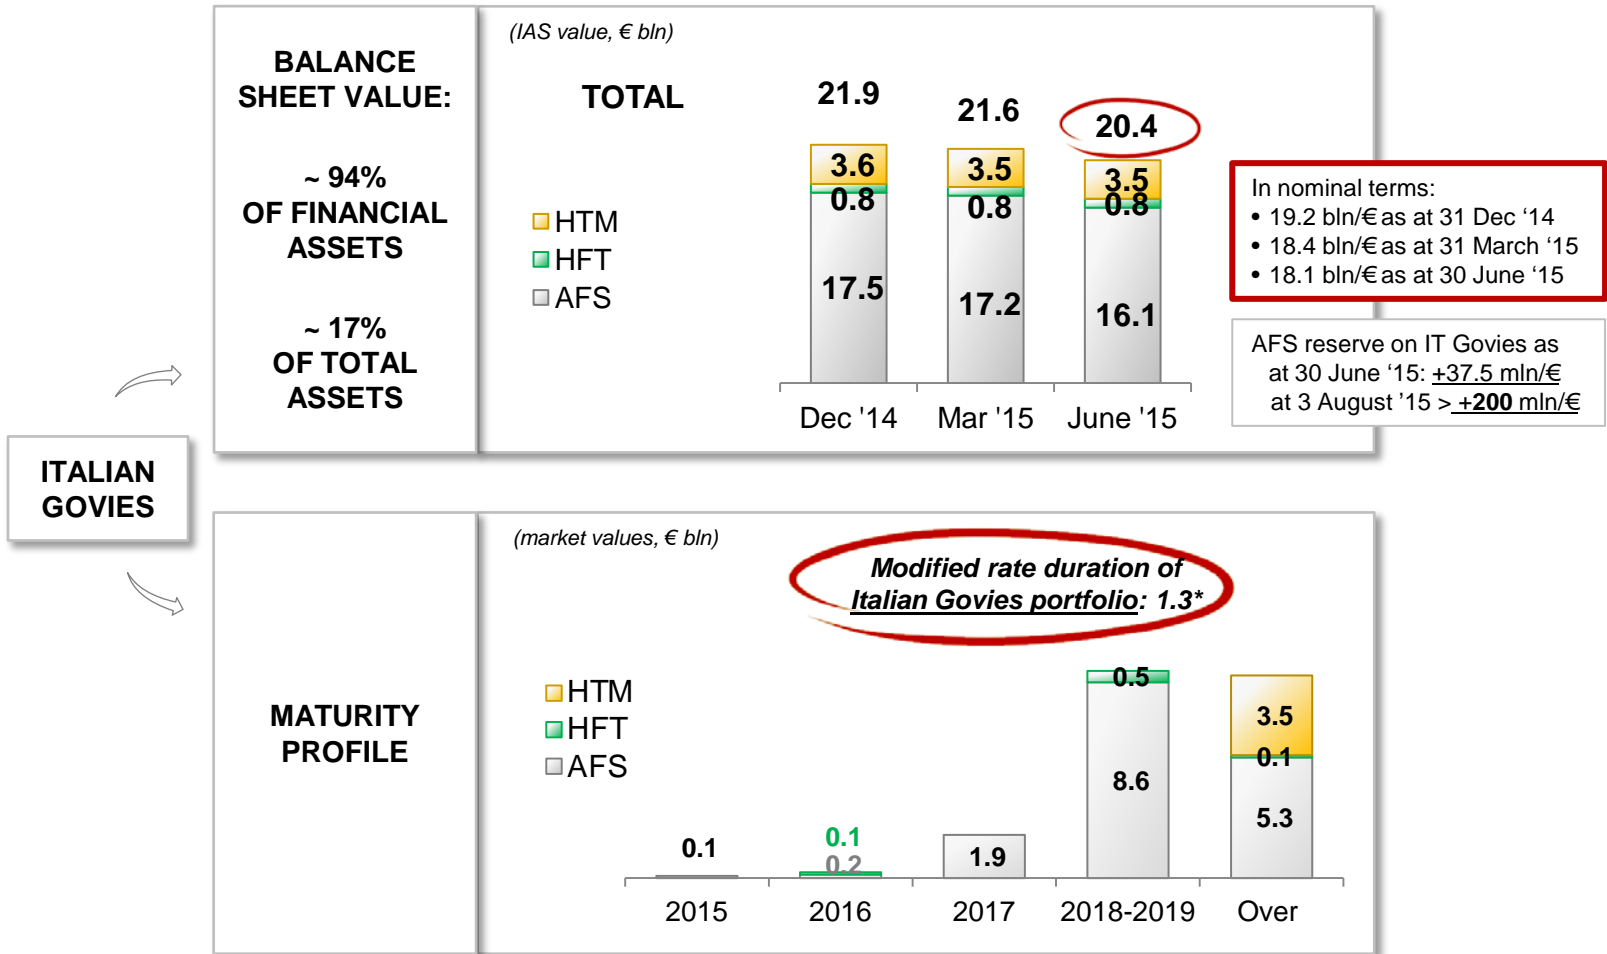 ITALIAN
GOVIES
BALANCE
SHEET VALUE:
~ 94%
OF FINANCIAL
ASSETS
~ 17%
OF TOTAL
ASSETS
(IAS value, € bln)
TOTAL
21.9
21.6
20.4
HTM
HFT
AFS
3.6
0.8
17.5
3.5
0.8
17.2
3.5
0.8
16.1
Dec '14
Mar '15
June '15
In nominal terms:
• 19.2 bln/€ as at 31 Dec ‘14
• 18.4 bln/€ as at 31 March ‘15
• 18.1 bln/€ as at 30 June ‘15
AFS reserve on IT Govies as
at 30 June ‘15: +37.5 mln/€
at 3 August ’15 > +200 mln/€
MATURITY
PROFILE
(market values, € bln)
Modified rate duration of
Italian Govies portfolio: 1.3*
HTM
HFT
AFS
0.1
0.1
0.2
1.9
0.5
8.6
3.5
0.1
5.3
2015
2016
2017
2018-2019
Over